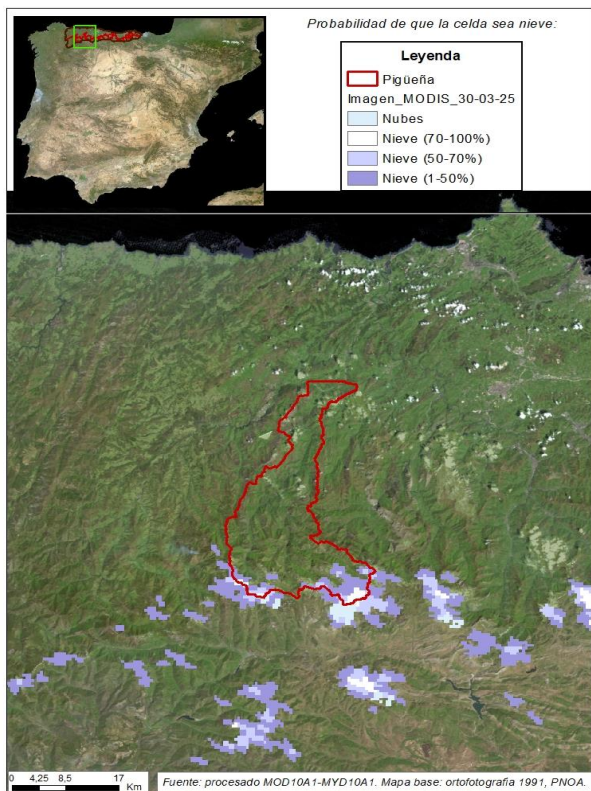 Probabilidad de que la celda sea nieve:
Leyenda
Pigüeña
Imagen_MODIS_30-03-25
Nubes
Nieve (70-100%)
Nieve (50-70%)
Nieve (1-50%)
0 4,25 8,5 17
Km
Fuente: procesado MOD10A1-MYD10A1. Mapa base: ortofotografia 1991, PNOA.